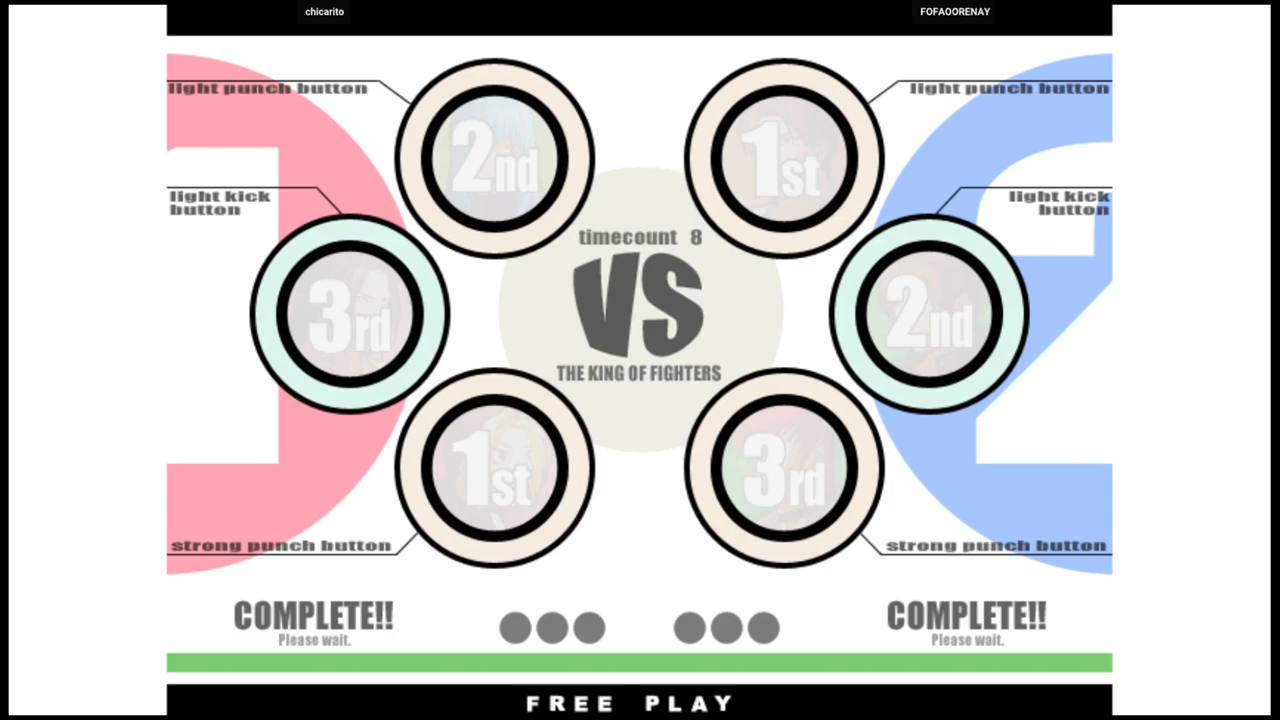 chicarito
FOFAOORENAY
light punch button
light punch button
2nd
1st
light kick
button
light kick
button
timecount 8
VS
THE KING OF FIGHTERS
3rd
2nd
1st
3rd
strong punch button
strong punch button
COMPLETE!!
Please wait.
COMPLETE!!
Please wait.
FREE PLAY